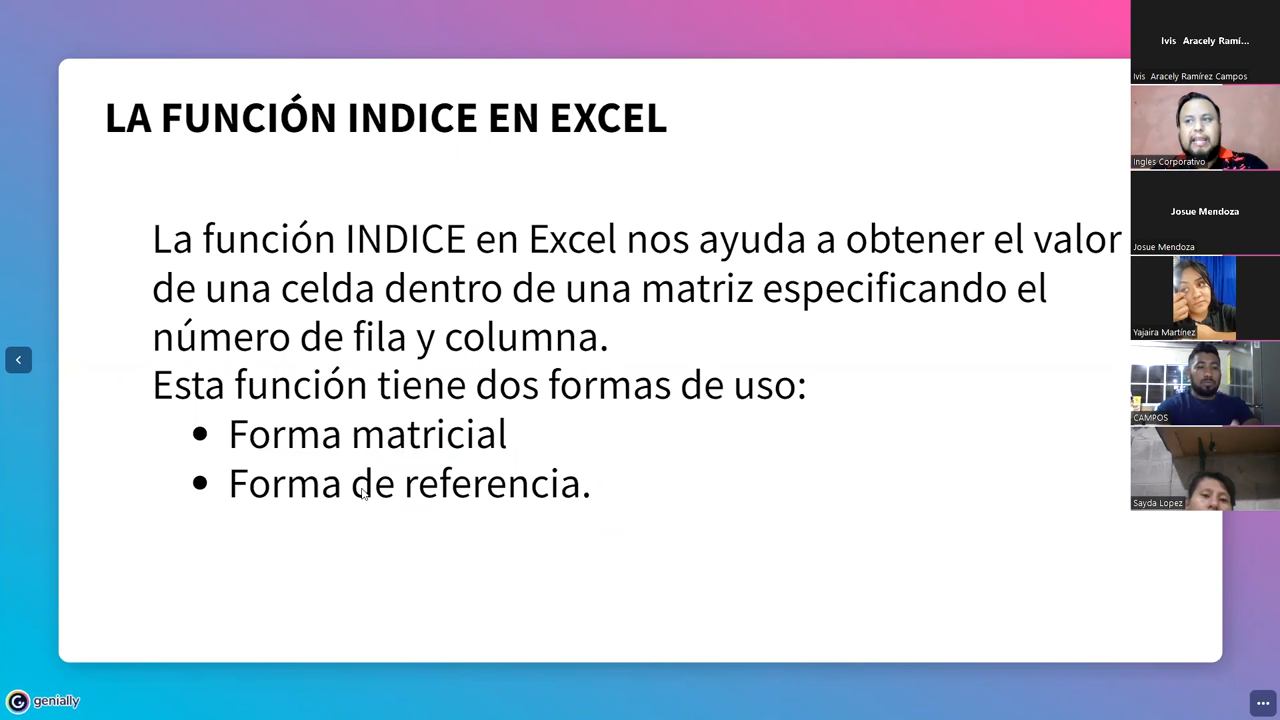 LA FUNCIÓN INDICE EN EXCEL
La función INDICE en Excel nos ayuda a obtener el valor
de una celda dentro de una matriz especificando el
número de fila y columna.
Esta función tiene dos formas de uso:
• Forma matricial
• Forma de referencia.
genially
Ivis Aracely Ramí...
Ivis Aracely Ramírez Campos
Ingles Corporativo
Josue Mendoza
Josue Mendoza
Yajaira Martínez
CAMPOS
Sayda Lopez